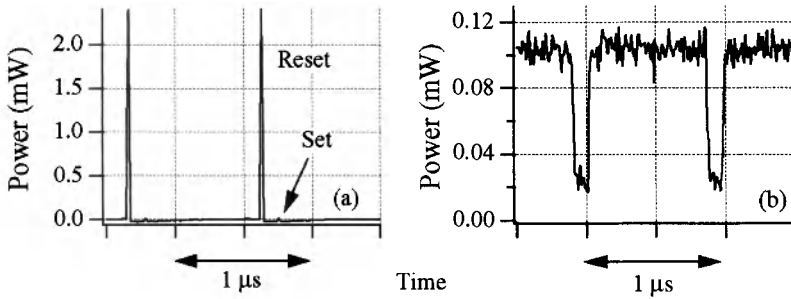 Power (mW)
2.0
1.5
1.0
0.5
0.0
Reset
Set
(a)
1 μs
Time
Power (mW)
0.12
0.08
0.04
0.00
(b)
1 μs